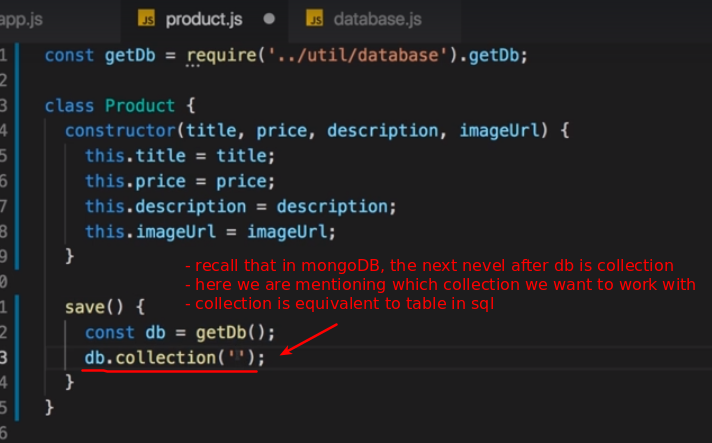 app.js JS product.js JS database.js
1 const getDb = require('../util/database').getDb;
2
3 class Product {
4 constructor(title, price, description, imageUrl) {
5 this.title = title;
6 this.price = price;
7 this.description = description;
8 this.imageUrl = imageUrl;
9 }
0 - recall that in mongoDB, the next nevel after db is collection
- here we are mentioning which collection we want to work with
1 save() { - collection is equivalent to table in sql
2 const db = getDb();
3 db.collection('');
4 }
5 }
6